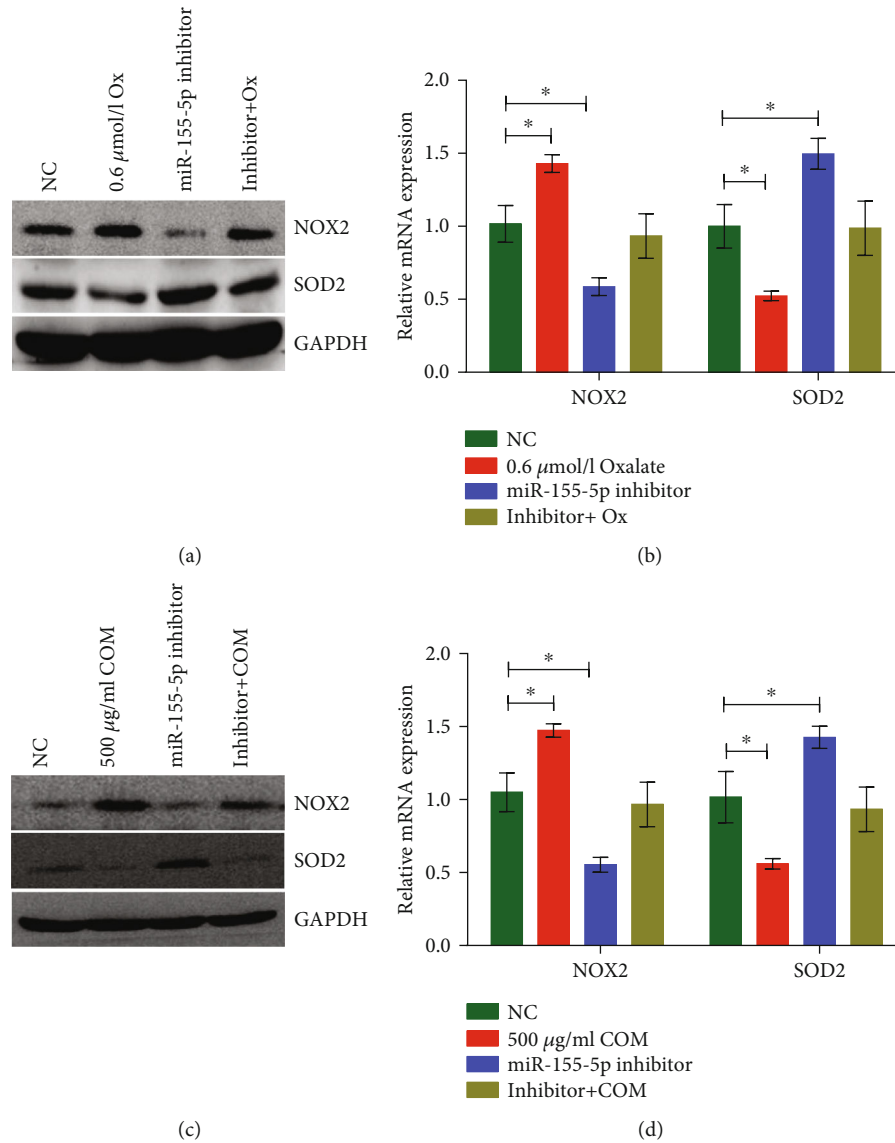 NC
0.6 μmol/l Ox
miR-155-5p inhibitor
Inhibitor+Ox
NOX2
SOD2
GAPDH
(a)
Relative mRNA expression
2.0
1.5
1.0
0.5
0.0
*
*
*
*
NOX2
SOD2
NC
0.6 μmol/l Oxalate
miR-155-5p inhibitor
Inhibitor+ Ox
(b)
NC
500 μg/ml COM
miR-155-5p inhibitor
Inhibitor+COM
NOX2
SOD2
GAPDH
(c)
Relative mRNA expression
2.0
1.5
1.0
0.5
0.0
*
*
*
*
NOX2
SOD2
NC
500 μg/ml COM
miR-155-5p inhibitor
Inhibitor+COM
(d)